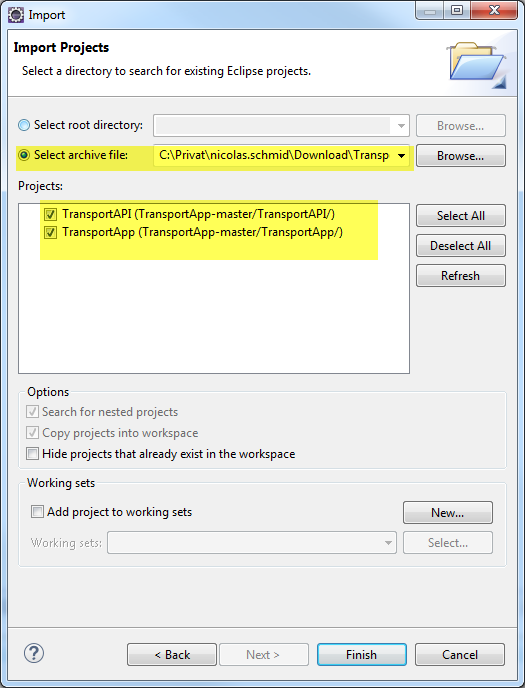 Import
Import Projects
Select a directory to search for existing Eclipse projects.
Select root directory:
Browse...
Select archive file:
C:\Privat\nicolas.schmid\Download\Transp
Browse...
Projects:
TransportAPI (TransportApp-master/TransportAPI/)
TransportApp (TransportApp-master/TransportApp/)
Select All
Deselect All
Refresh
Options
Search for nested projects
Copy projects into workspace
Hide projects that already exist in the workspace
Working sets
Add project to working sets
New...
Working sets:
Select...
?
< Back
Next >
Finish
Cancel